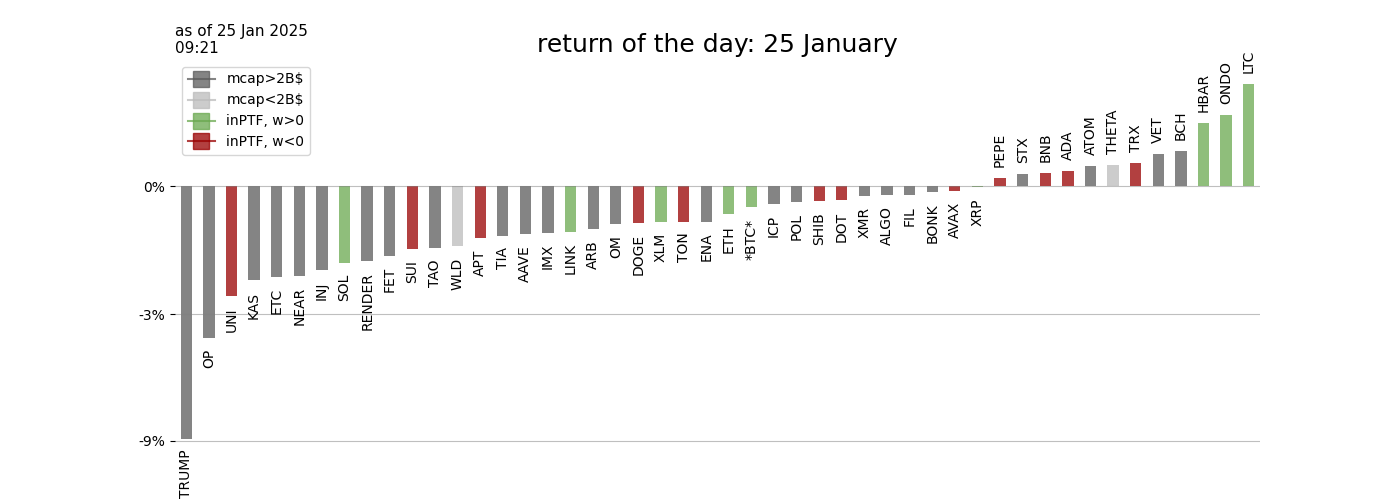 as of 25 Jan 2025
09:21
return of the day: 25 January
mcap>2B$
mcap<2B$
inPTF, w>0
inPTF, w<0
0%
-3%
-9%
TRUMP
OP
UNI
KAS
ETC
NEAR
INJ
SOL
RENDER
FET
SUI
TAO
WLD
APT
TIA
AAVE
IMX
LINK
ARB
OM
DOGE
XLM
TON
ENA
ETH
*BTC*
ICP
POL
SHIB
DOT
XMR
ALGO
FIL
BONK
AVAX
XRP
PEPE
STX
BNB
ADA
ATOM
THETA
TRX
VET
BCH
HBAR
ONDO
LTC